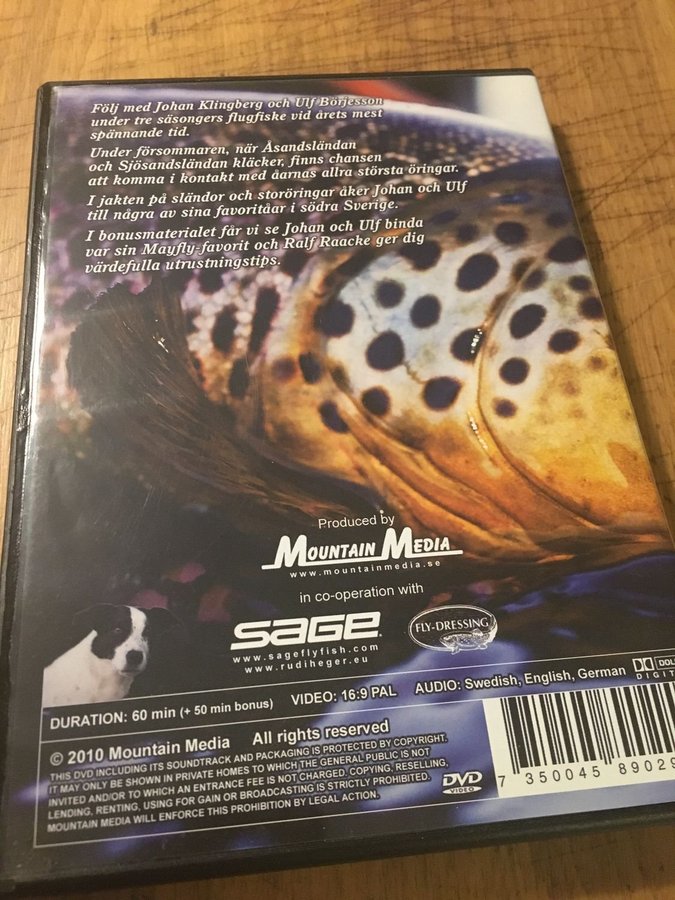 Följ med Johan Klingberg och Ulf Börjesson
under tre säsongers flugfiske vid årets mest
spännande tid.
Under försommaren, när Åsandsländan
och Sjösandsländan kläcker, finns chansen
att komma i kontakt med åarnas allra största öringar.
I jakten på sländor och storöringar åker Johan och Ulf
till några av sina favoritåar i södra Sverige.
I bonusmaterialet får vi se Johan och Ulf binda
var sin Mayfly-favorit och Ralf Raacke ger dig
värdefulla utrustningstips.
Produced by
MOUNTAIN MEDIA
www.mountainmedia.se
in co-operation with
SAGE
FLY-DRESSING
www.sageflyfish.com
www.rudiheger.eu
DURATION: 60 min (+ 50 min bonus) VIDEO: 16:9 PAL AUDIO: Swedish, English, German
© 2010 Mountain Media All rights reserved
THIS DVD INCLUDING ITS SOUNDTRACK AND PACKAGING IS PROTECTED BY COPYRIGHT.
IT MAY ONLY BE SHOWN IN PRIVATE HOMES TO WHICH THE GENERAL PUBLIC IS NOT
INVITED AND/OR TO WHICH AN ENTRANCE FEE IS NOT CHARGED. COPYING, RESELLING,
LENDING, RENTING, USING FOR GAIN OR BROADCASTING IS STRICTLY PROHIBITED.
MOUNTAIN MEDIA WILL ENFORCE THIS PROHIBITION BY LEGAL ACTION.
DVD
VIDEO
7 350045 89029